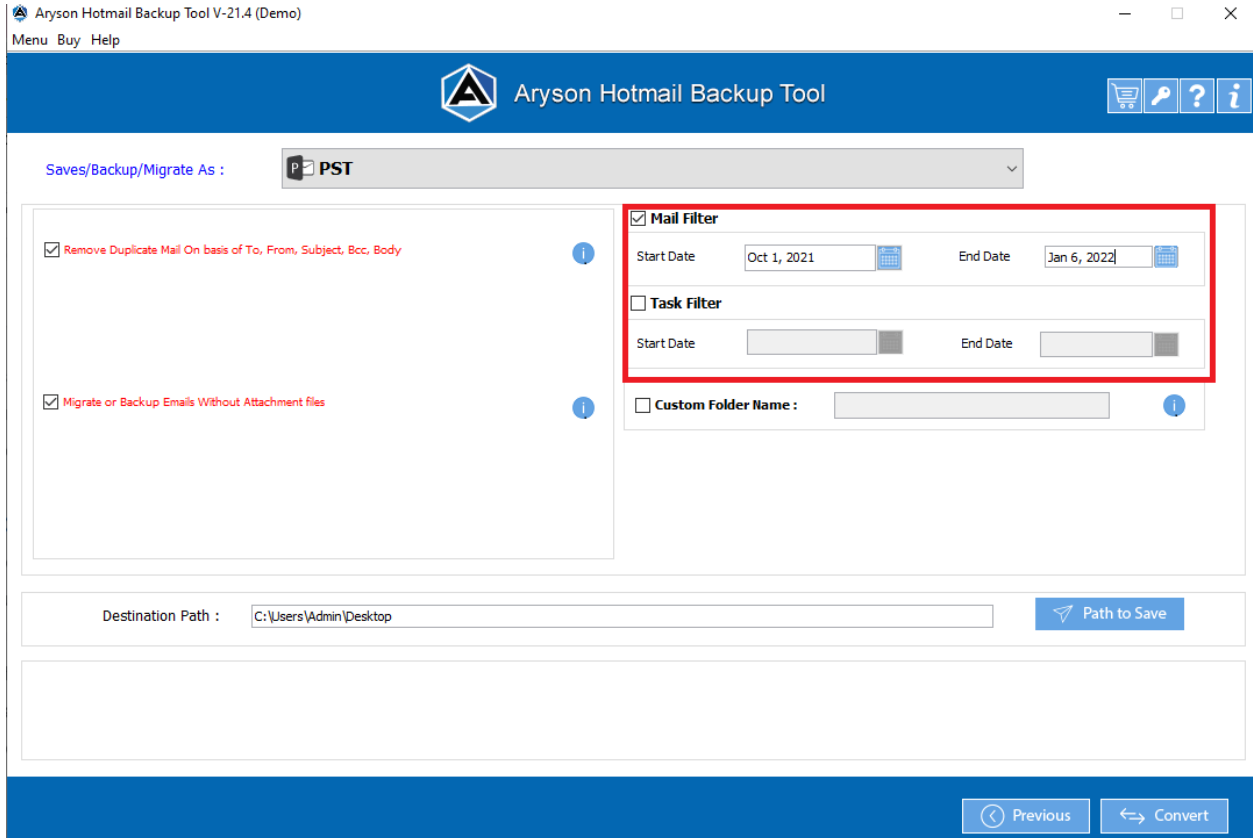 Aryson Hotmail Backup Tool V-21.4 (Demo)
Menu Buy Help
Aryson Hotmail Backup Tool
Saves/Backup/Migrate As :
PST
Remove Duplicate Mail On basis of To, From, Subject, Bcc, Body
Mail Filter
Start Date Oct 1, 2021 End Date Jan 6, 2022
Task Filter
Start Date End Date
Migrate or Backup Emails Without Attachment files
Custom Folder Name :
Destination Path : C:\Users\Admin\Desktop Path to Save
Previous Convert